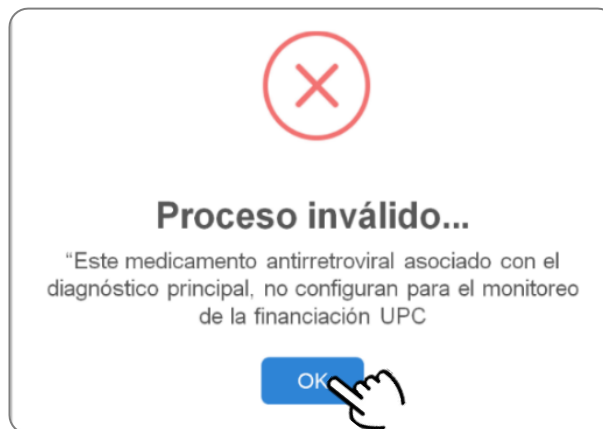 Proceso inválido...
“Este medicamento antirretroviral asociado con el
diagnóstico principal, no configuran para el monitoreo
de la financiación UPC
OK